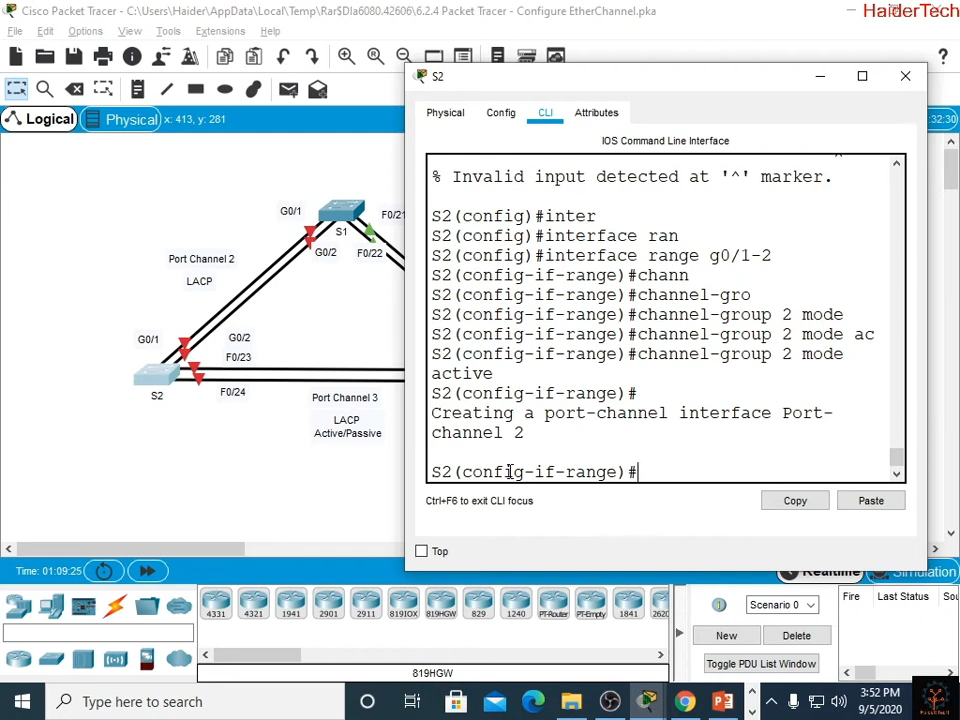 Cisco Packet Tracer - C:\Users\Haider\AppData\Local\Temp\Rar$DIa6080.42606\6.2.4 Packet Tracer - Configure EtherChannel.pka
HaiderTech
File Edit Options View Tools Extensions Help
Logical Physical x: 413, y: 281
:32:30
S2
Physical Config CLI Attributes
IOS Command Line Interface
% Invalid input detected at '^' marker.
S2(config)#inter
S2(config)#interface ran
S2(config)#interface range g0/1-2
S2(config-if-range)#chann
S2(config-if-range)#channel-gro
S2(config-if-range)#channel-group 2 mode
S2(config-if-range)#channel-group 2 mode ac
S2(config-if-range)#channel-group 2 mode
active
S2(config-if-range)#
Creating a port-channel interface Port-
channel 2
S2(config-if-range)#
Ctrl+F6 to exit CLI focus
Copy Paste
Top
G0/1
F0/21
S1
G0/2
F0/22
Port Channel 2
LACP
G0/1
G0/2
F0/23
S2
F0/24
Port Channel 3
LACP
Active/Passive
Time: 01:09:25
Realtime Simulation
4331 4321 1941 2901 2911 819IOX 819HGW 829 1240 PT-Router PT-Empty 1841 2620
819HGW
Scenario 0
New Delete
Toggle PDU List Window
Fire Last Status
Type here to search
3:52 PM
9/5/2020